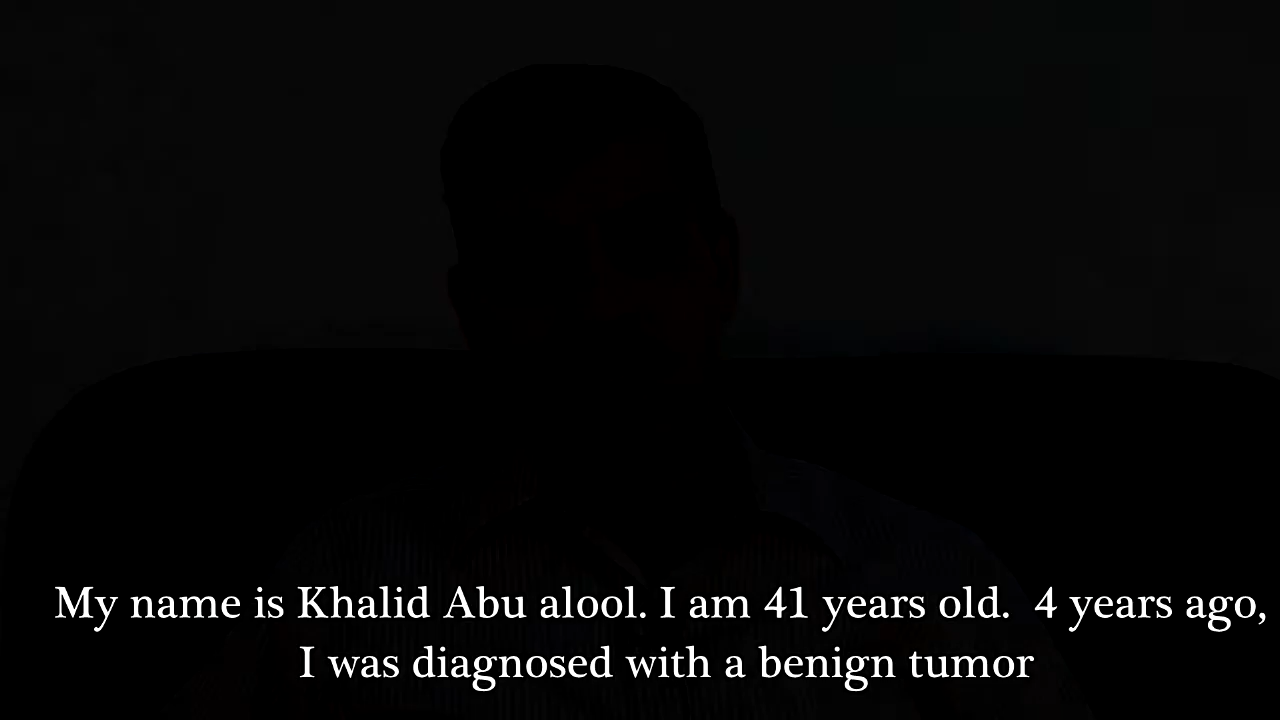 My name is Khalid Abu alool. I am 41 years old.  4 years ago,
I was diagnosed with a benign tumor